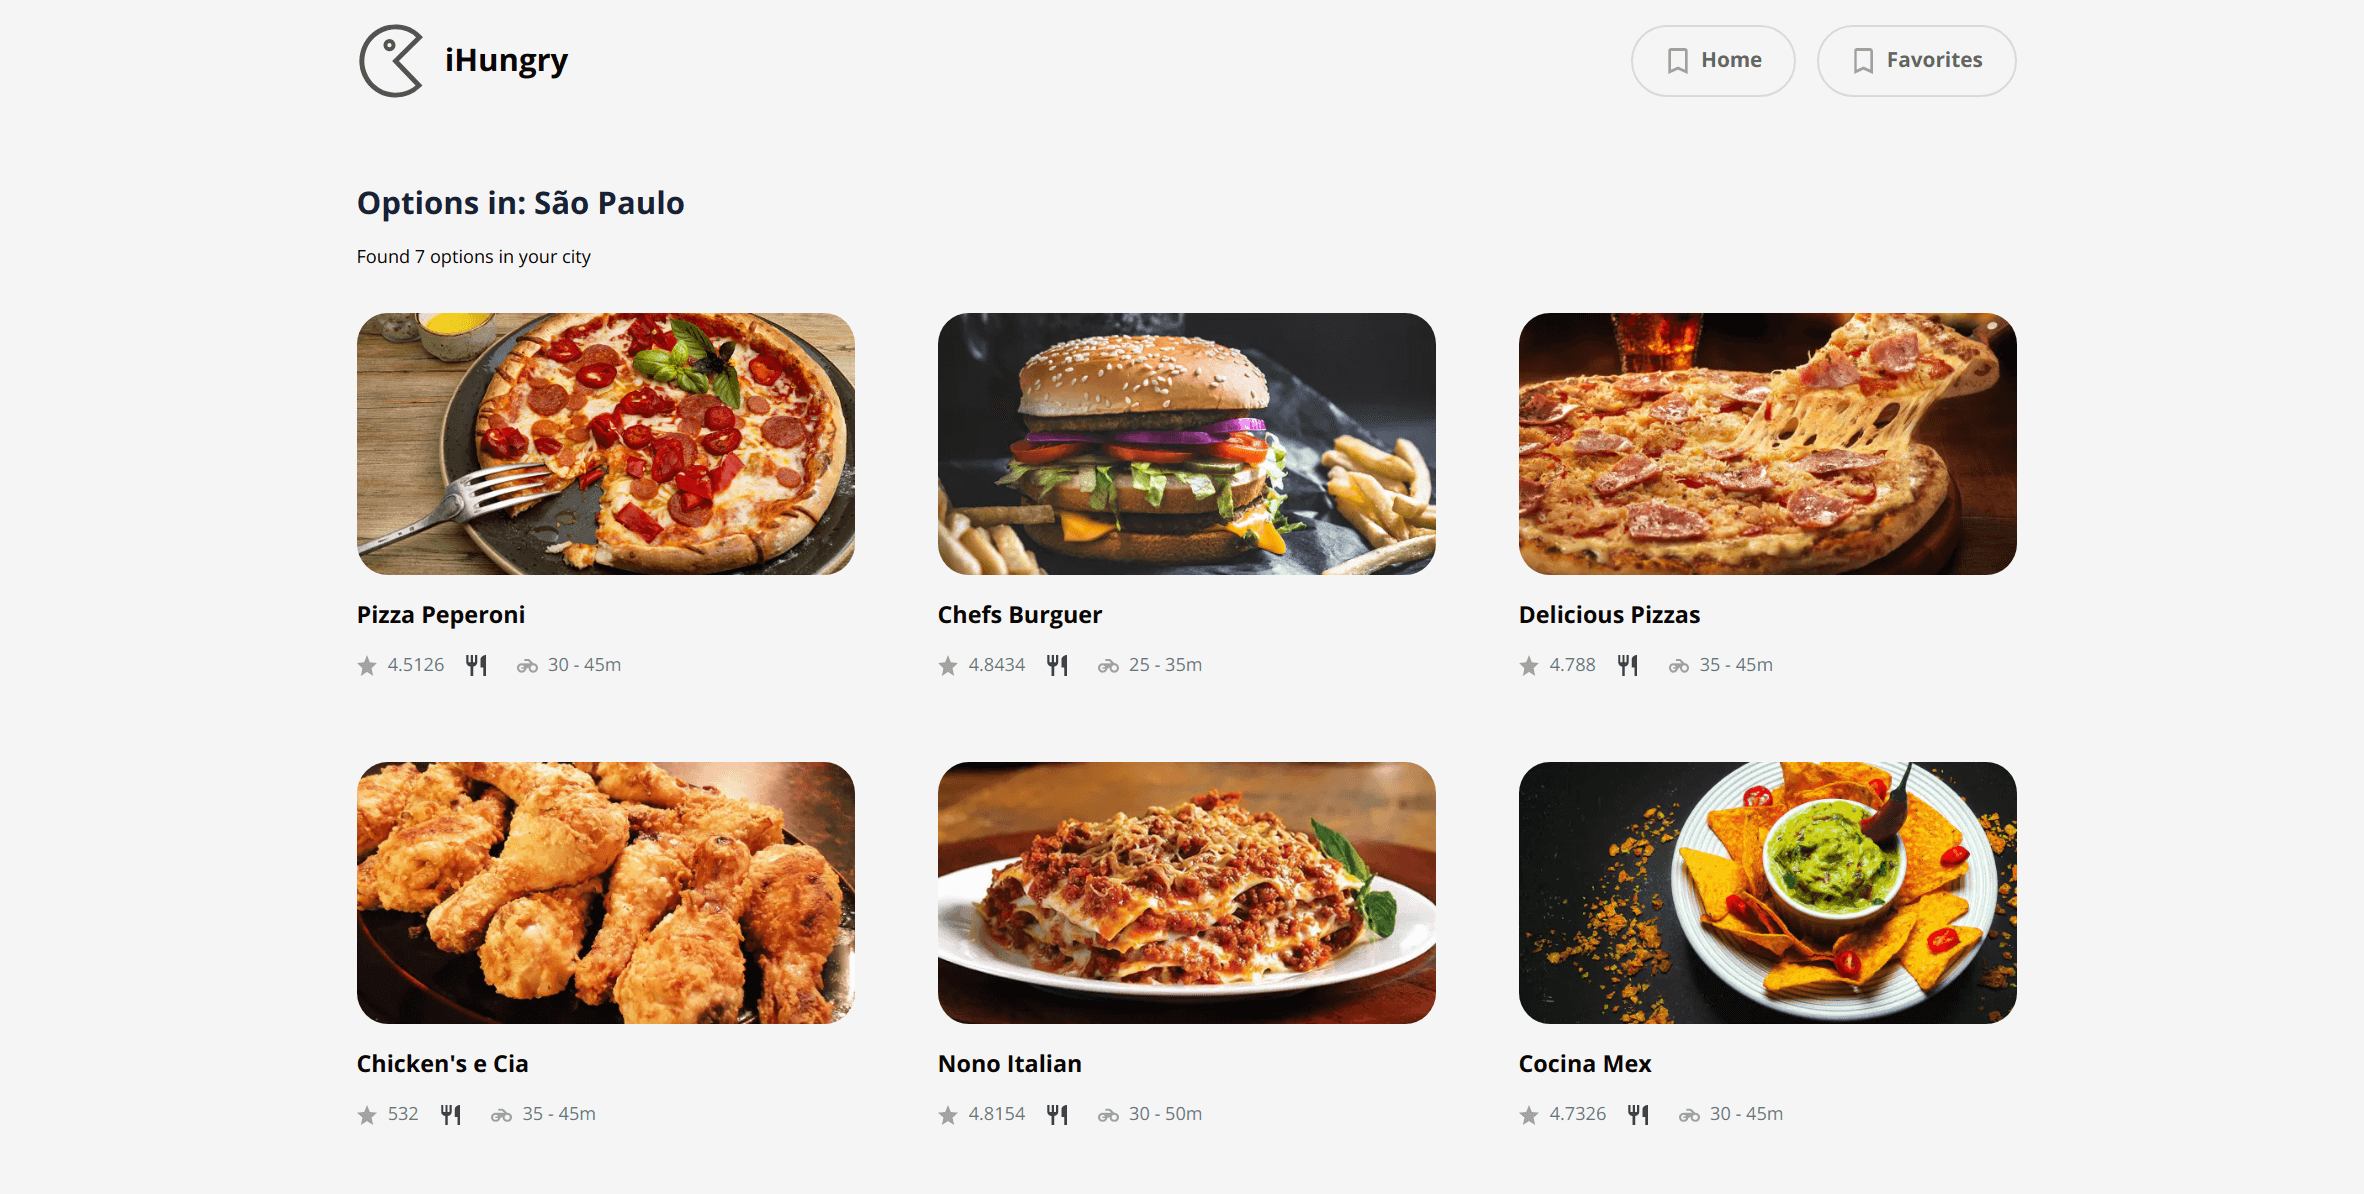 iHungry
Home
Favorites
Options in: São Paulo
Found 7 options in your city
Pizza Peperoni
4.5126
30 - 45m
Chefs Burguer
4.8434
25 - 35m
Delicious Pizzas
4.788
35 - 45m
Chicken's e Cia
532
35 - 45m
Nono Italian
4.8154
30 - 50m
Cocina Mex
4.7326
30 - 45m